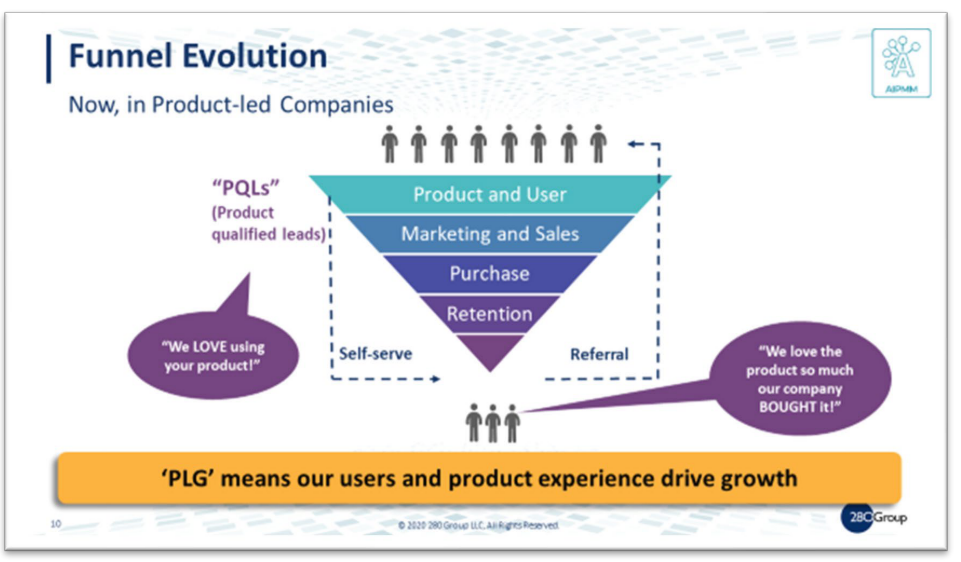 Funnel Evolution
Now, in Product-led Companies
AIPMM
"PQLs"
(Product
qualified leads)
Product and User
Marketing and Sales
Purchase
Retention
"We LOVE using
your product!"
Self-serve
Referral
"We love the
product so much
our company
BOUGHT it!"
'PLG' means our users and product experience drive growth
10
© 2020 280 Group LLC. All Rights Reserved.
280Group